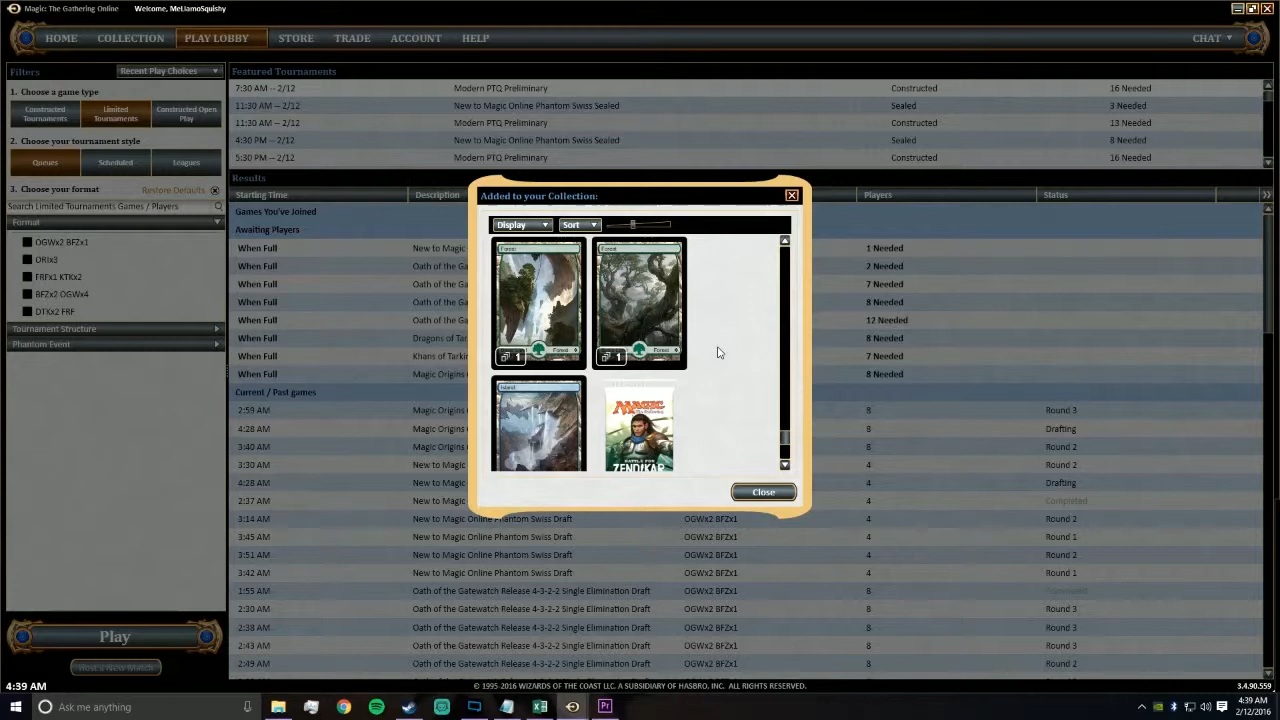 Magic: The Gathering Online
Welcome, MeLlamoSquishy
HOME COLLECTION PLAY LOBBY STORE TRADE ACCOUNT HELP CHAT
Filters
Recent Play Choices
1. Choose a game type
Constructed Tournaments
Limited Tournaments
Constructed Open Play
2. Choose your tournament style
Queues Scheduled Leagues
3. Choose your format
Restore Defaults
Search Limited Tournaments Games / Players
Format
OGWx2 BFZx1
ORIx3
FRFx1 KTKx2
BFZx2 OGWx4
DTKx2 FRF
Tournament Structure
Phantom Event
Play
Host a New Match
4:39 AM
Featured Tournaments
7:30 AM -- 2/12 Modern PTQ Preliminary Constructed 16 Needed
11:30 AM -- 2/12 New to Magic Online Phantom Swiss Sealed Sealed 3 Needed
11:30 AM -- 2/12 Modern PTQ Preliminary Constructed 13 Needed
4:30 PM -- 2/12 New to Magic Online Phantom Swiss Sealed Sealed 8 Needed
5:30 PM -- 2/12 Modern PTQ Preliminary Constructed 16 Needed
Results
Starting Time Description Players Status
Games You've Joined
Awaiting Players
When Full New to Magic 1 Needed
When Full Oath of the Ga 2 Needed
When Full Oath of the Ga 7 Needed
When Full Oath of the Ga 8 Needed
When Full Oath of the Ga 12 Needed
When Full Dragons of Tar 8 Needed
When Full Khans of Tarki 7 Needed
When Full Magic Origins 8 Needed
Current / Past games
2:59 AM Magic Origins 8 Round 3
4:28 AM Magic Origins 8 Drafting
3:40 AM Magic Origins 8 Round 2
3:30 AM New to Magic 4 Round 2
4:28 AM New to Magic 4 Drafting
2:37 AM New to Magic 4 Completed
3:14 AM New to Magic Online Phantom Swiss Draft OGWx2 BFZx1 4 Round 2
3:45 AM New to Magic Online Phantom Swiss Draft OGWx2 BFZx1 4 Round 1
3:51 AM New to Magic Online Phantom Swiss Draft OGWx2 BFZx1 4 Round 2
3:42 AM New to Magic Online Phantom Swiss Draft OGWx2 BFZx1 4 Round 1
1:55 AM Oath of the Gatewatch Release 4-3-2-2 Single Elimination Draft OGWx2 BFZx1 8 Completed
2:30 AM Oath of the Gatewatch Release 4-3-2-2 Single Elimination Draft OGWx2 BFZx1 8 Round 3
2:38 AM Oath of the Gatewatch Release 4-3-2-2 Single Elimination Draft OGWx2 BFZx1 8 Round 3
2:43 AM Oath of the Gatewatch Release 4-3-2-2 Single Elimination Draft OGWx2 BFZx1 8 Round 3
2:49 AM Oath of the Gatewatch Release 4-3-2-2 Single Elimination Draft OGWx2 BFZx1 8 Round 2
Added to your Collection:
Display Sort
Forest Forest
1 Forest 1 Forest
Island
MAGIC
BATTLE FOR
ZENDIKAR
Close
© 1995-2016 WIZARDS OF THE COAST LLC, A SUBSIDIARY OF HASBRO, INC. ALL RIGHTS RESERVED.
3.4.90.559
Ask me anything
Pr
4:39 AM
2/12/2016